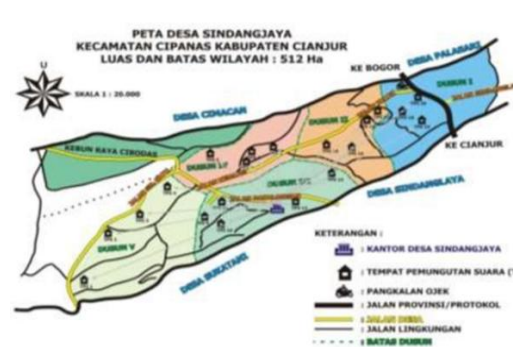 PETA DESA SINDANGJAYA
KECAMATAN CIPANAS KABUPATEN CIANJUR
LUAS DAN BATAS WILAYAH : 512 Ha
U
SKALA 1 : 20.000
DESA PALASARI
KE BOGOR
DUSUN I
DESA CIMACAN
DUSUN II
KE CIANJUR
KEBUN RAYA CIBODAS
DUSUN IV
DESA SINDANGLAYA
DUSUN V
DESA SUKATANI
KETERANGAN :
: KANTOR DESA SINDANGJAYA
: TEMPAT PEMUNGUTAN SUARA (
: PANGKALAN OJEK
: JALAN PROVINSI/PROTOKOL
: JALAN DESA
: JALAN LINGKUNGAN
: BATAS DUSUN